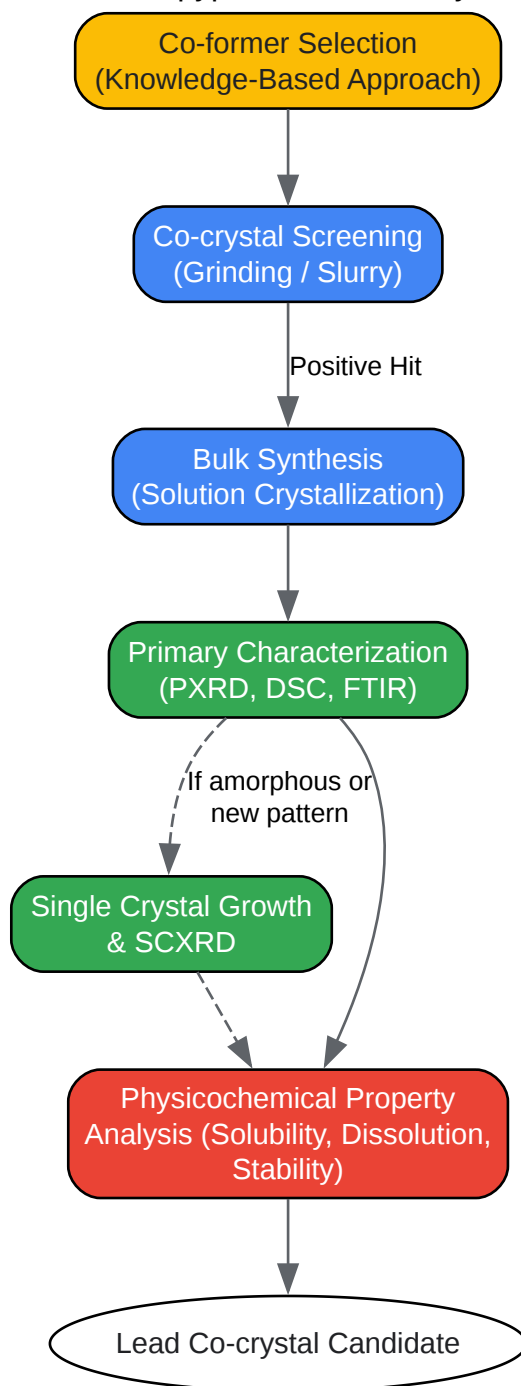 Co-former Selection
(Knowledge-Based Approach)
Co-crystal Screening
(Grinding / Slurry)
Positive Hit
Bulk Synthesis
(Solution Crystallization)
Primary Characterization
(PXRD, DSC, FTIR)
If amorphous or
new pattern
Single Crystal Growth
& SCXRD
Physicochemical Property
Analysis (Solubility, Dissolution,
Stability)
Lead Co-crystal Candidate